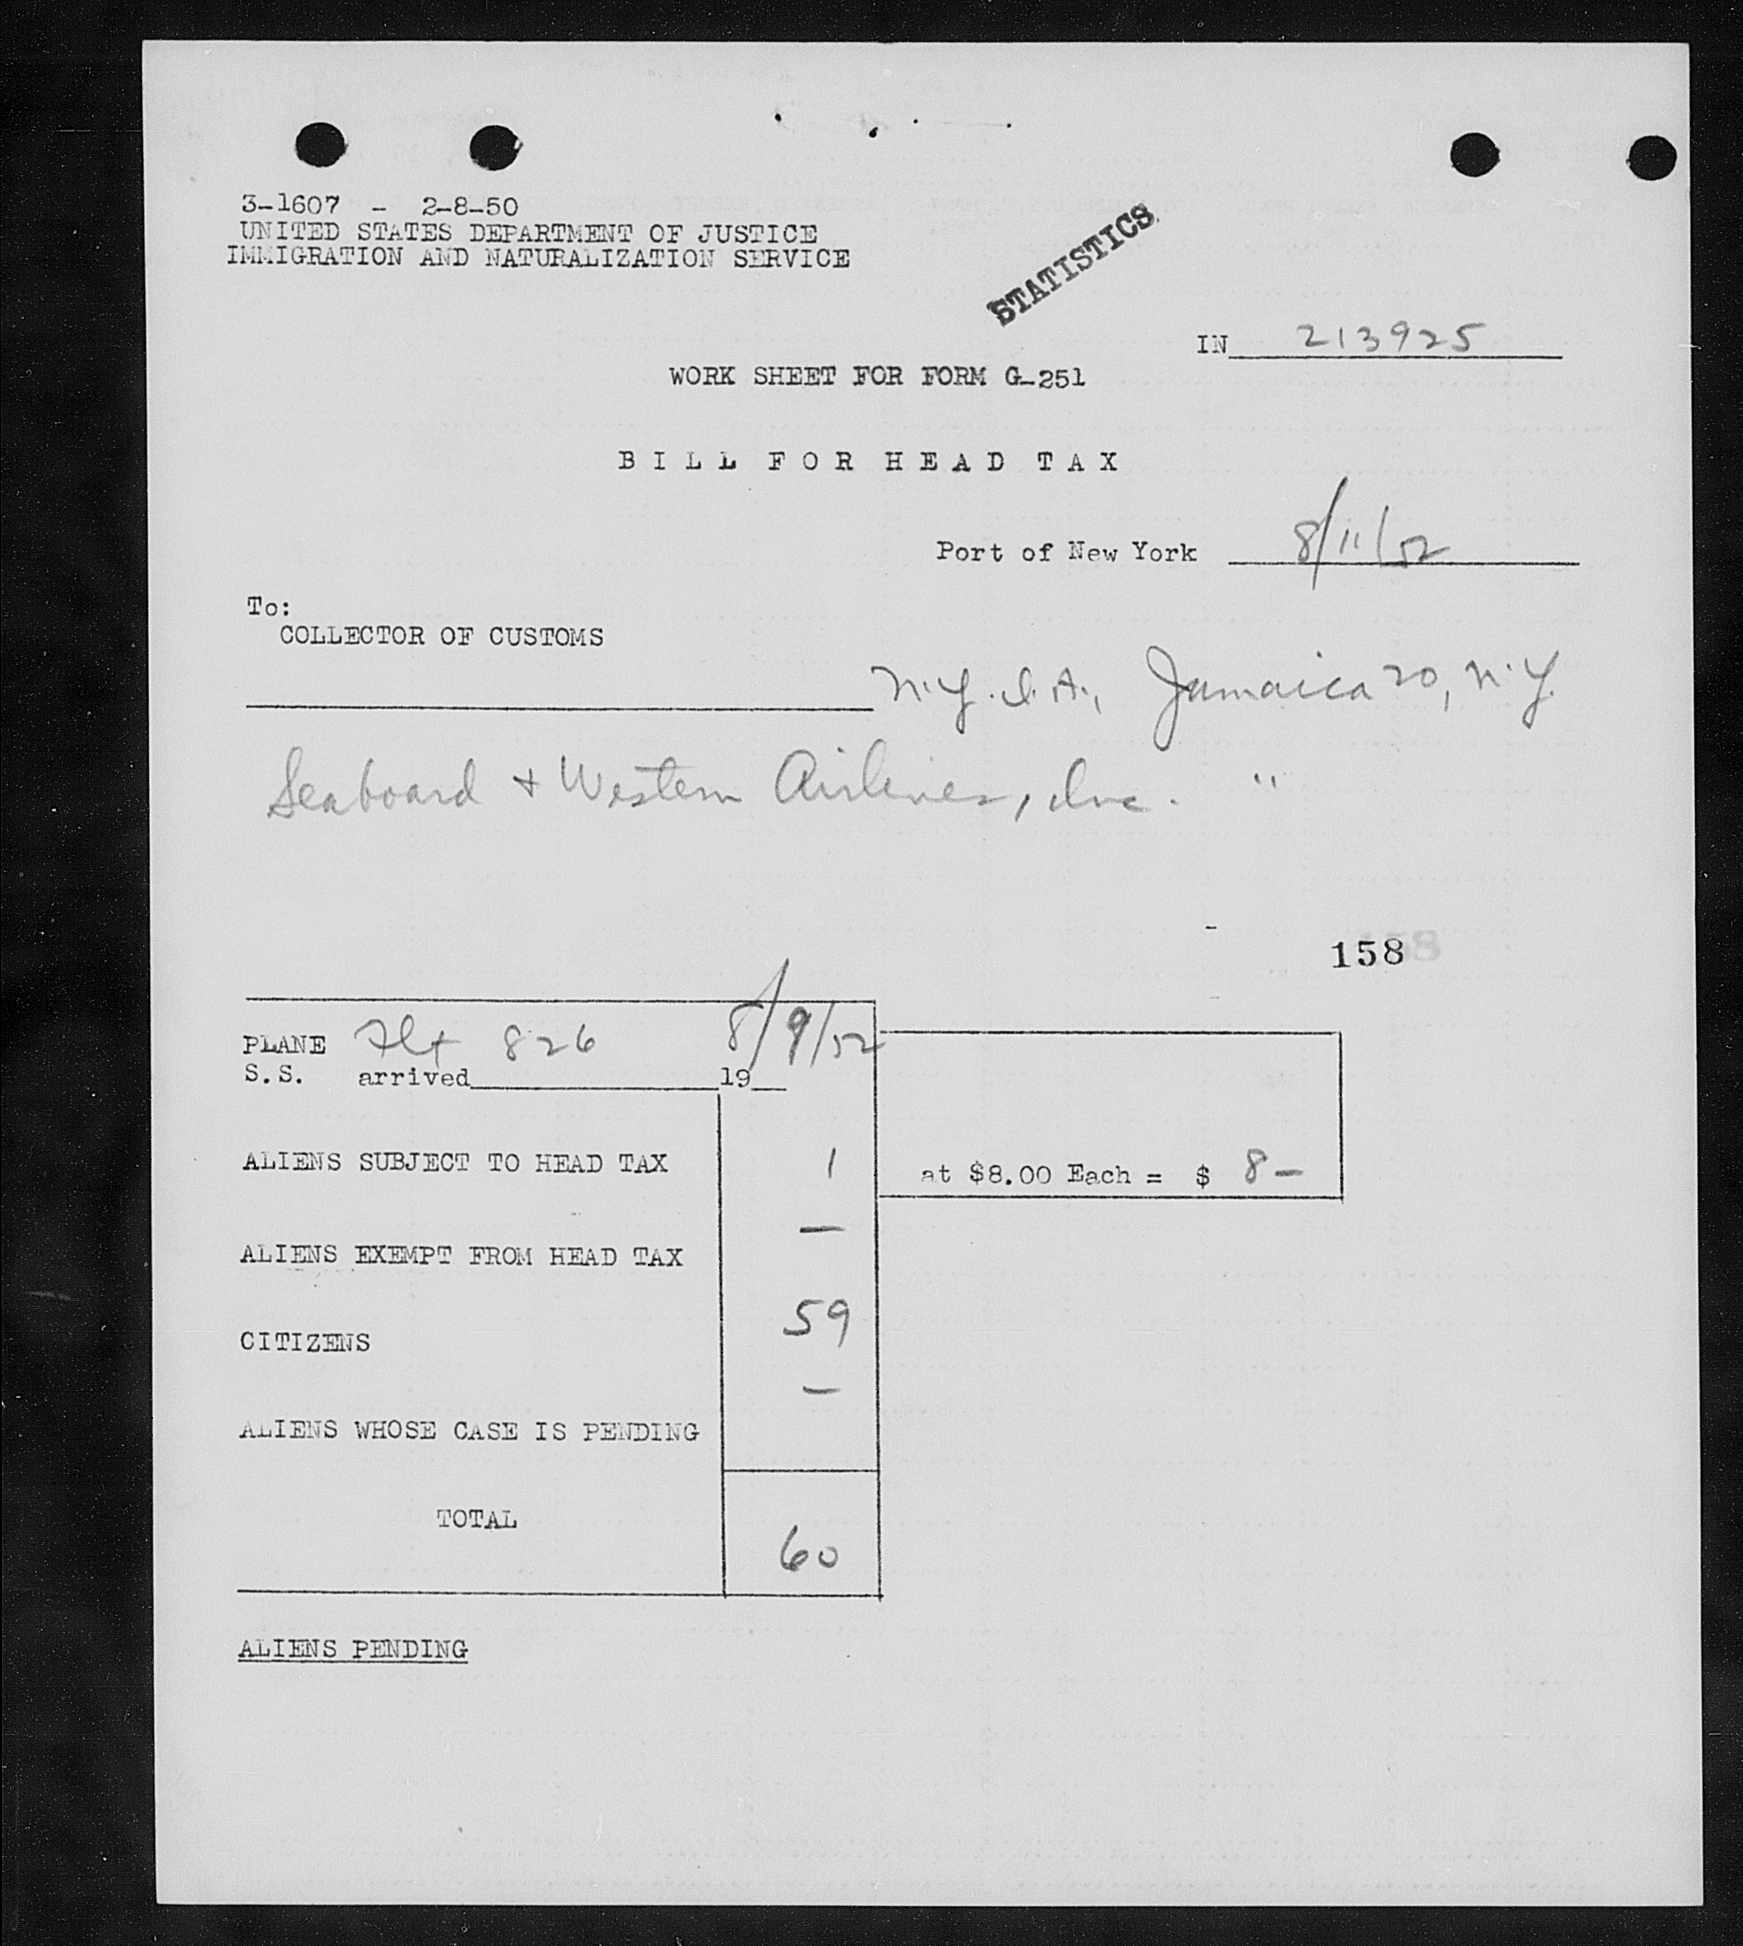 3-1607 - 2-8-50
UNITED STATES DEPARTMENT OF JUSTICE
IMMIGRATION AND NATURALIZATION SERVICE
STATISTICS
IN 213925
WORK SHEET FOR FORM G-251
BILL FOR HEAD TAX
Port of New York 8/11/52
To:
COLLECTOR OF CUSTOMS
N.Y.I.A., Jamaica 20, N.Y.
Seaboard + Western Airlines, Inc. "
158
PLANE Flt 826 8/9/52
S.S. arrived 19
ALIENS SUBJECT TO HEAD TAX 1 at $8.00 Each = $ 8 —
ALIENS EXEMPT FROM HEAD TAX —
CITIZENS 59
ALIENS WHOSE CASE IS PENDING —
TOTAL 60
ALIENS PENDING